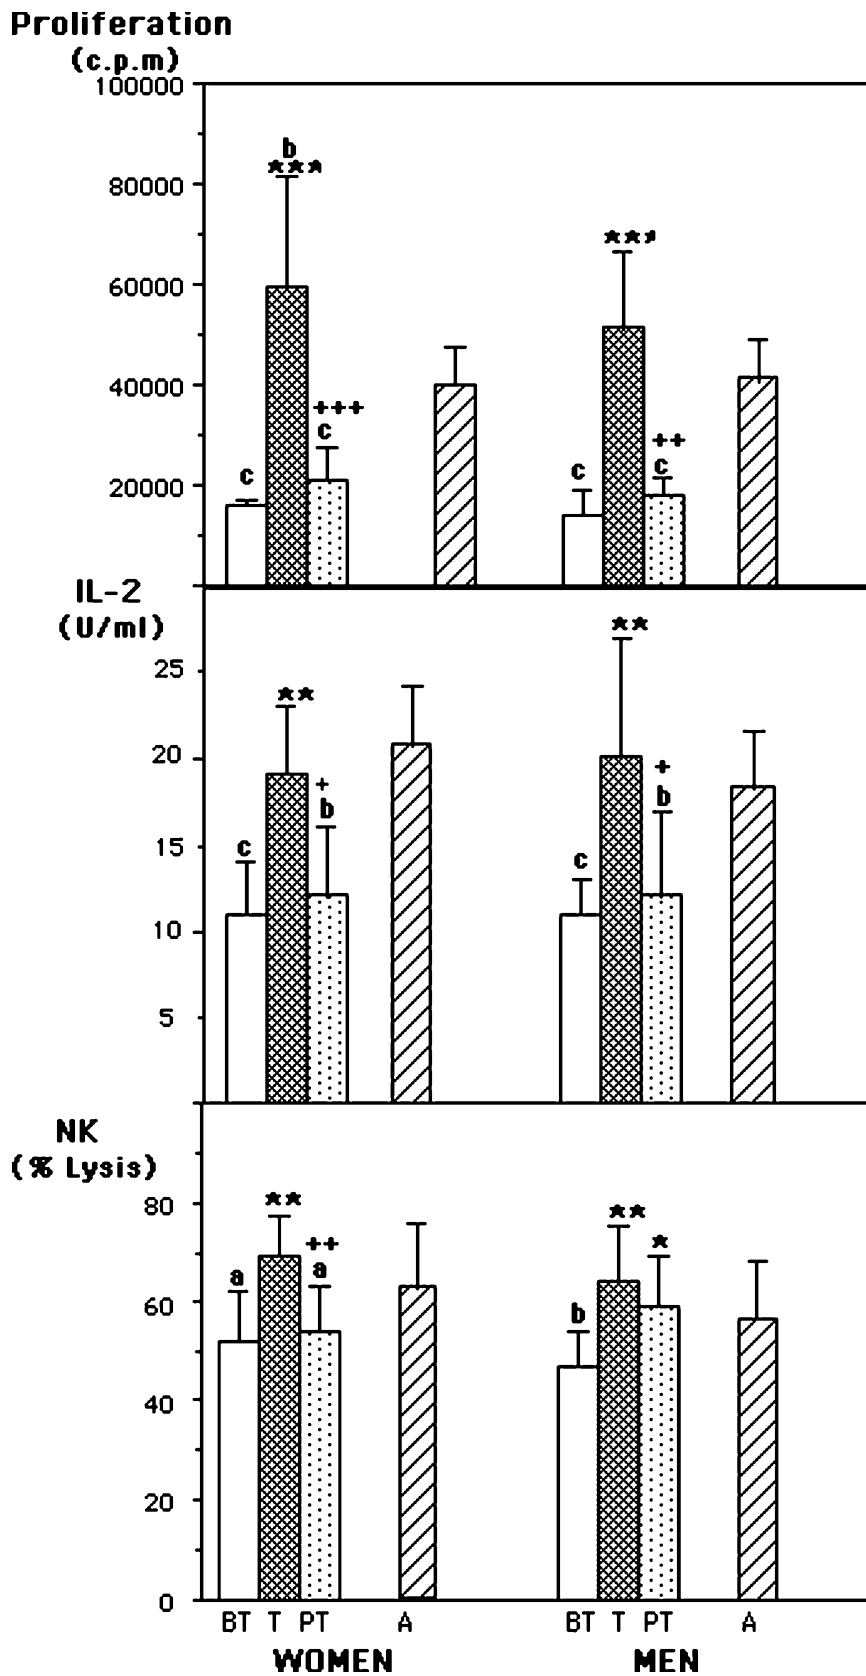 Proliferation
(c.p.m)
100000
b
***
80000
***
60000
40000
+++
c
++
c
c
c
20000
IL-2
(U/ml)
**
25
**
20
+
b
+
b
15
c
c
10
5
NK
(% Lysis)
80
**
**
++
a
*
a
60
b
40
20
0
BT T PT A BT T PT A
WOMEN MEN